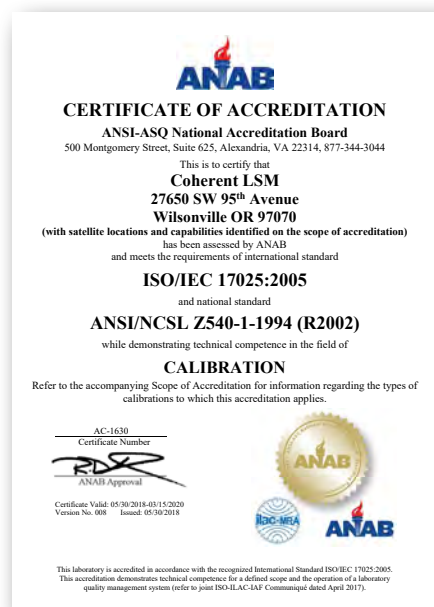 ANAB
CERTIFICATE OF ACCREDITATION
ANSI-ASQ National Accreditation Board
500 Montgomery Street, Suite 625, Alexandria, VA 22314, 877-344-3044
This is to certify that
Coherent LSM
27650 SW 95th Avenue
Wilsonville OR 97070
(with satellite locations and capabilities identified on the scope of accreditation)
has been assessed by ANAB
and meets the requirements of international standard
ISO/IEC 17025:2005
and national standard
ANSI/NCSL Z540-1-1994 (R2002)
while demonstrating technical competence in the field of
CALIBRATION
Refer to the accompanying Scope of Accreditation for information regarding the types of
calibrations to which this accreditation applies.
AC-1630
Certificate Number
ANAB Approval
Certificate Valid: 05/30/2018-03/15/2020
Version No. 008 Issued: 05/30/2018
ANAB
ilac-MRA
ANAB
This laboratory is accredited in accordance with the recognized International Standard ISO/IEC 17025:2005.
This accreditation demonstrates technical competence for a defined scope and the operation of a laboratory
quality management system (refer to joint ISO-ILAC-IAF Communiqué dated April 2017).